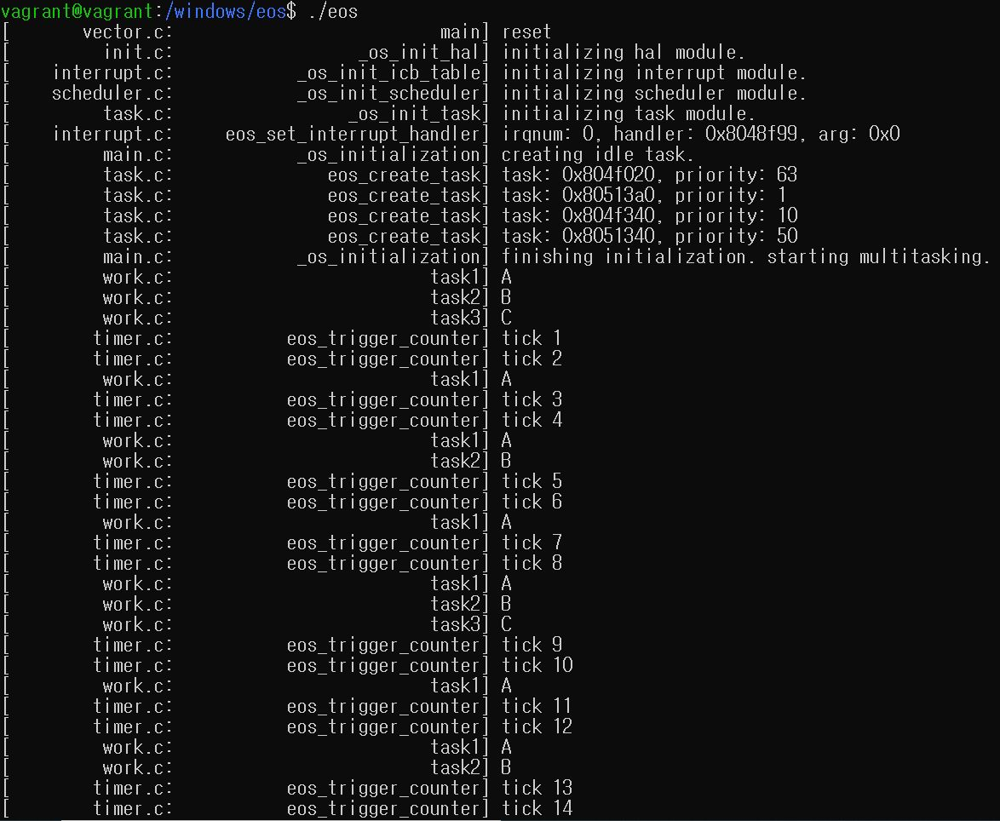 vagrant@vagrant:/windows/eos$ ./eos
[ vector.c: main] reset
[ init.c: _os_init_hal] initializing hal module.
[ interrupt.c: _os_init_icb_table] initializing interrupt module.
[ scheduler.c: _os_init_scheduler] initializing scheduler module.
[ task.c: _os_init_task] initializing task module.
[ interrupt.c: eos_set_interrupt_handler] irqnum: 0, handler: 0x8048f99, arg: 0x0
[ main.c: _os_initialization] creating idle task.
[ task.c: eos_create_task] task: 0x804f020, priority: 63
[ task.c: eos_create_task] task: 0x80513a0, priority: 1
[ task.c: eos_create_task] task: 0x804f340, priority: 10
[ task.c: eos_create_task] task: 0x8051340, priority: 50
[ main.c: _os_initialization] finishing initialization. starting multitasking.
[ work.c: task1] A
[ work.c: task2] B
[ work.c: task3] C
[ timer.c: eos_trigger_counter] tick 1
[ timer.c: eos_trigger_counter] tick 2
[ work.c: task1] A
[ timer.c: eos_trigger_counter] tick 3
[ timer.c: eos_trigger_counter] tick 4
[ work.c: task1] A
[ work.c: task2] B
[ timer.c: eos_trigger_counter] tick 5
[ timer.c: eos_trigger_counter] tick 6
[ work.c: task1] A
[ timer.c: eos_trigger_counter] tick 7
[ timer.c: eos_trigger_counter] tick 8
[ work.c: task1] A
[ work.c: task2] B
[ work.c: task3] C
[ timer.c: eos_trigger_counter] tick 9
[ timer.c: eos_trigger_counter] tick 10
[ work.c: task1] A
[ timer.c: eos_trigger_counter] tick 11
[ timer.c: eos_trigger_counter] tick 12
[ work.c: task1] A
[ work.c: task2] B
[ timer.c: eos_trigger_counter] tick 13
[ timer.c: eos_trigger_counter] tick 14